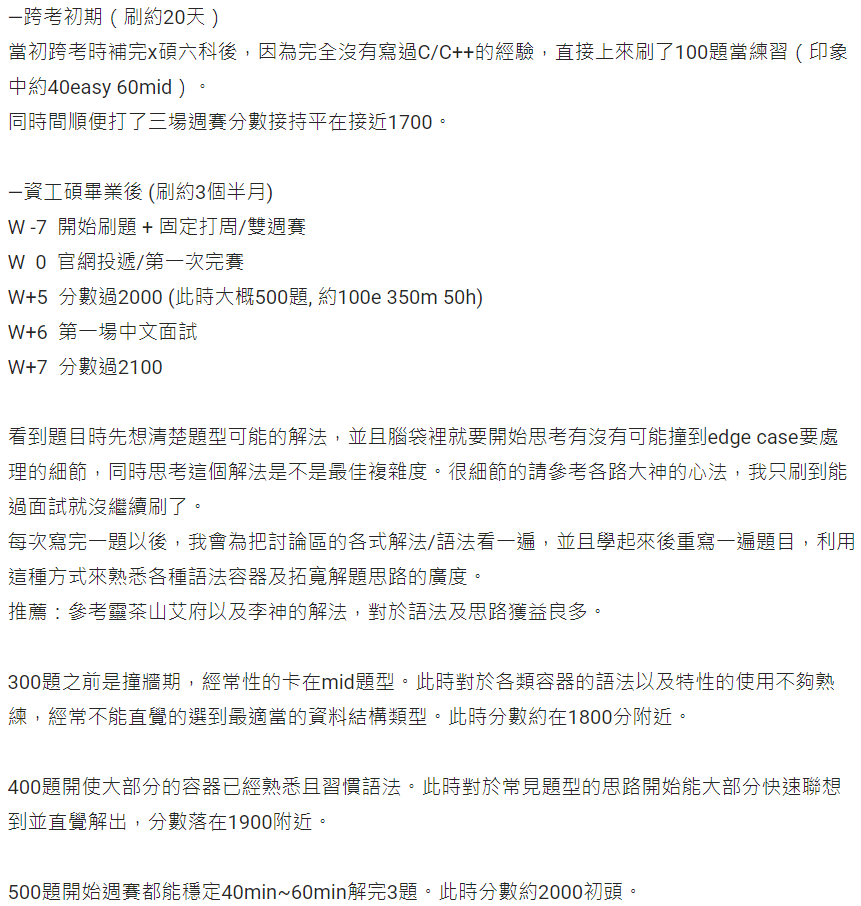 —跨考初期（刷約20天）
當初跨考時補完x碩六科後，因為完全沒有寫過C/C++的經驗，直接上來刷了100題當練習（印象
中約40easy 60mid）。
同時間順便打了三場週賽分數接持平在接近1700。
—資工碩畢業後 (刷約3個半月)
W -7 開始刷題 + 固定打周/雙週賽
W 0 官網投遞/第一次完賽
W+5 分數過2000 (此時大概500題, 約100e 350m 50h)
W+6 第一場中文面試
W+7 分數過2100
看到題目時先想清楚題型可能的解法，並且腦袋裡就要開始思考有沒有可能撞到edge case要處
理的細節，同時思考這個解法是不是最佳複雜度。很細節的請參考各路大神的心法，我只刷到能
過面試就沒繼續刷了。
每次寫完一題以後，我會為把討論區的各式解法/語法看一遍，並且學起來後重寫一遍題目，利用
這種方式來熟悉各種語法容器及拓寬解題思路的廣度。
推薦：參考靈茶山艾府以及李神的解法，對於語法及思路獲益良多。
300題之前是撞牆期，經常性的卡在mid題型。此時對於各類容器的語法以及特性的使用不夠熟
練，經常不能直覺的選到最適當的資料結構類型。此時分數約在1800分附近。
400題開使大部分的容器已經熟悉且習慣語法。此時對於常見題型的思路開始能大部分快速聯想
到並直覺解出，分數落在1900附近。
500題開始週賽都能穩定40min~60min解完3題。此時分數約2000初頭。